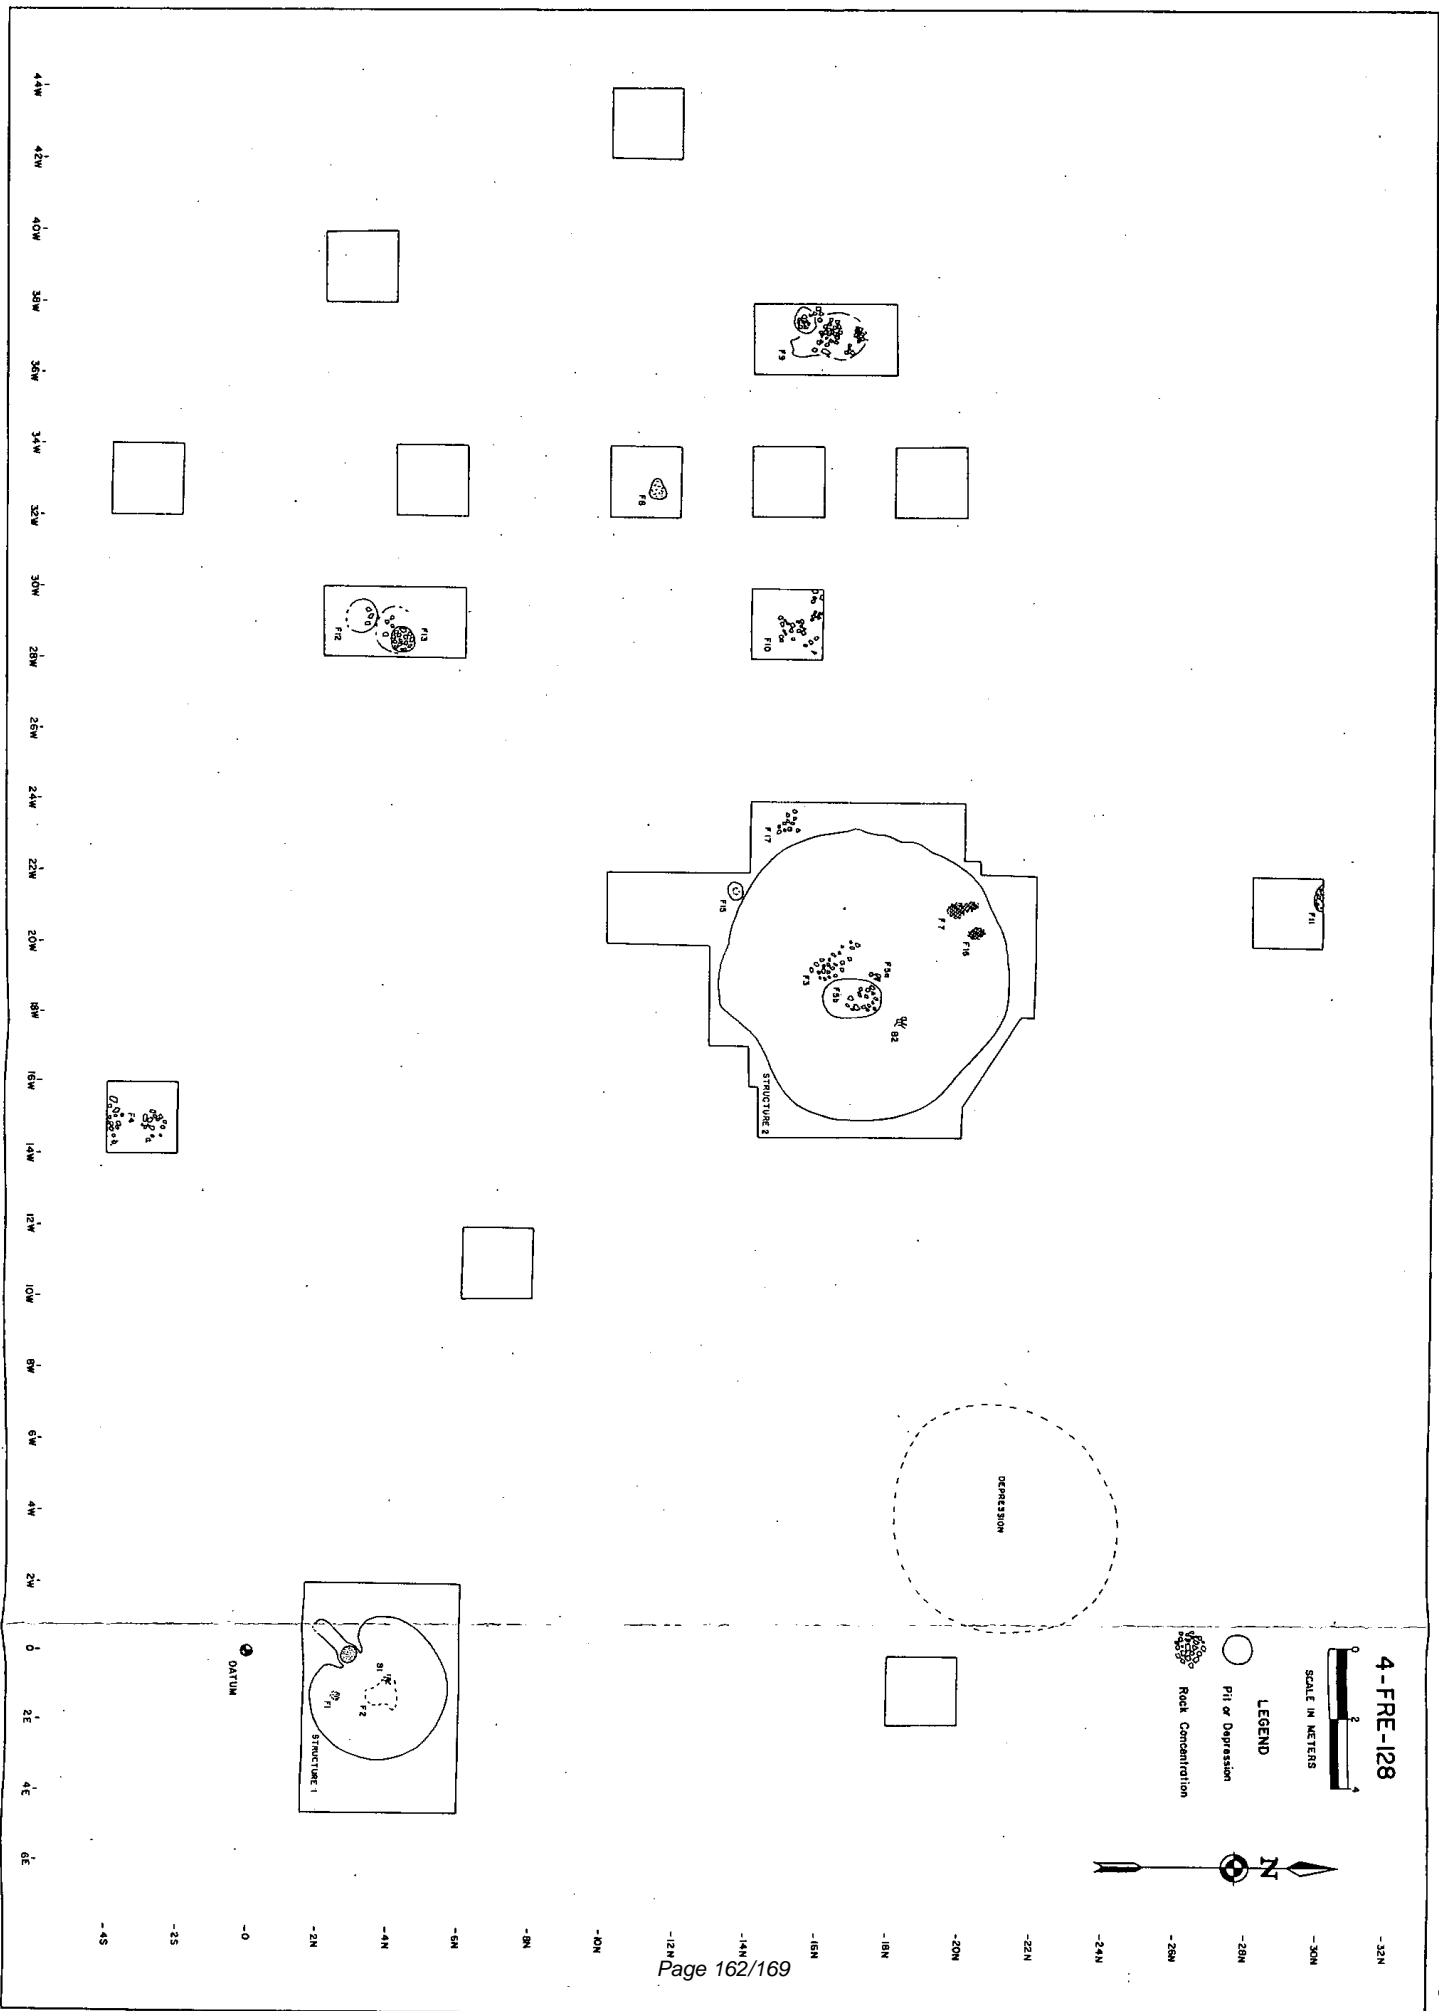 4-FRE-128
0 2 4
SCALE IN METERS
LEGEND
Pit or Depression
Rock Concentration
N
-32N
-30N
-28N
-26N
-24N
-22N
-20N
-18N
-16N
-14N
-12N
-10N
-8N
-6N
-4N
-2N
-0
-2S
-4S
44W
42W
40W
38W
36W
34W
32W
30W
28W
26W
24W
22W
20W
18W
16W
14W
12W
10W
8W
6W
4W
2W
0
2E
4E
6E
F9
F8
F10
F12
F13
F17
F15
F7
F16
F11
F3
F5a
F5b
B2
STRUCTURE 2
F4
DEPRESSION
B1
F1
F2
STRUCTURE 1
DATUM
Page 162/169